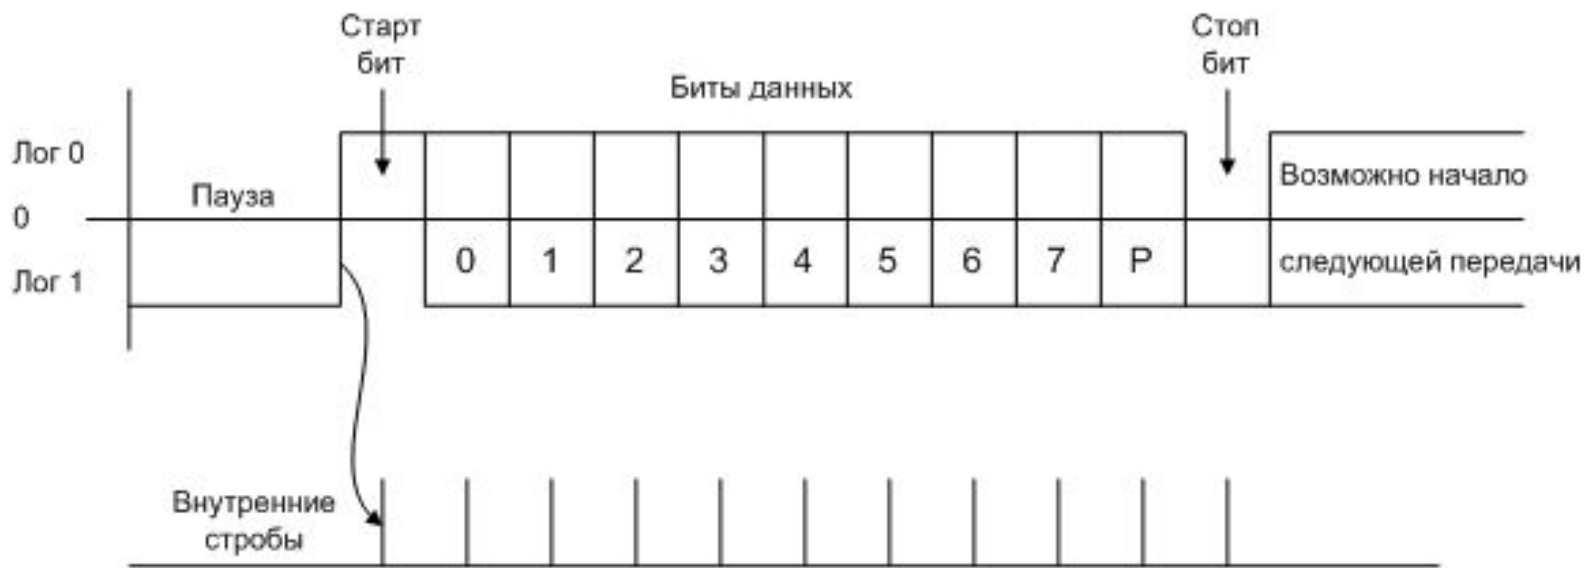 Старт
бит
Стоп
бит
Биты данных
Лог 0
Пауза
Возможно начало
0
Лог 1
0 1 2 3 4 5 6 7 P
следующей передачи
Внутренние
стробы